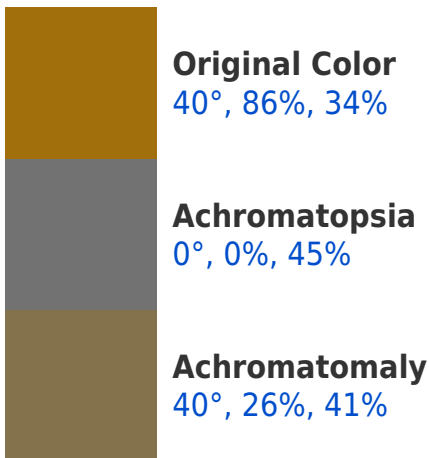 Original Color
40°, 86%, 34%
Achromatopsia
0°, 0%, 45%
Achromatomaly
40°, 26%, 41%